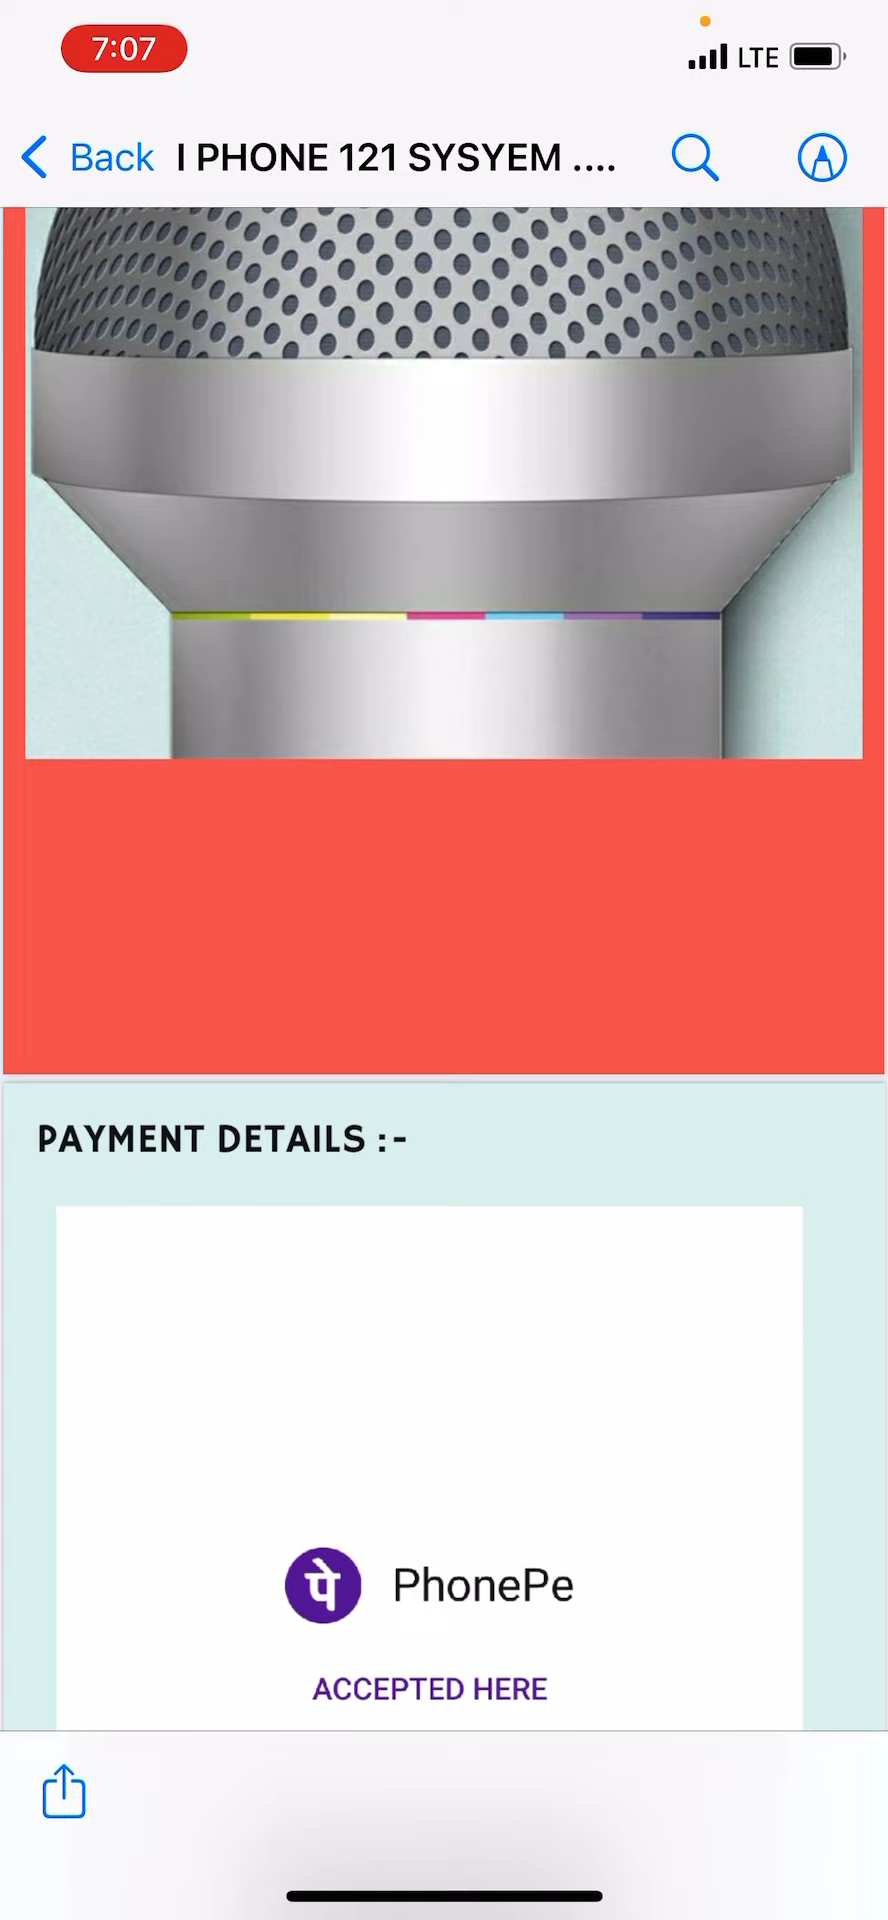 7:07
LTE
Back I PHONE 121 SYSYEM ....
PAYMENT DETAILS :-
पे PhonePe
ACCEPTED HERE